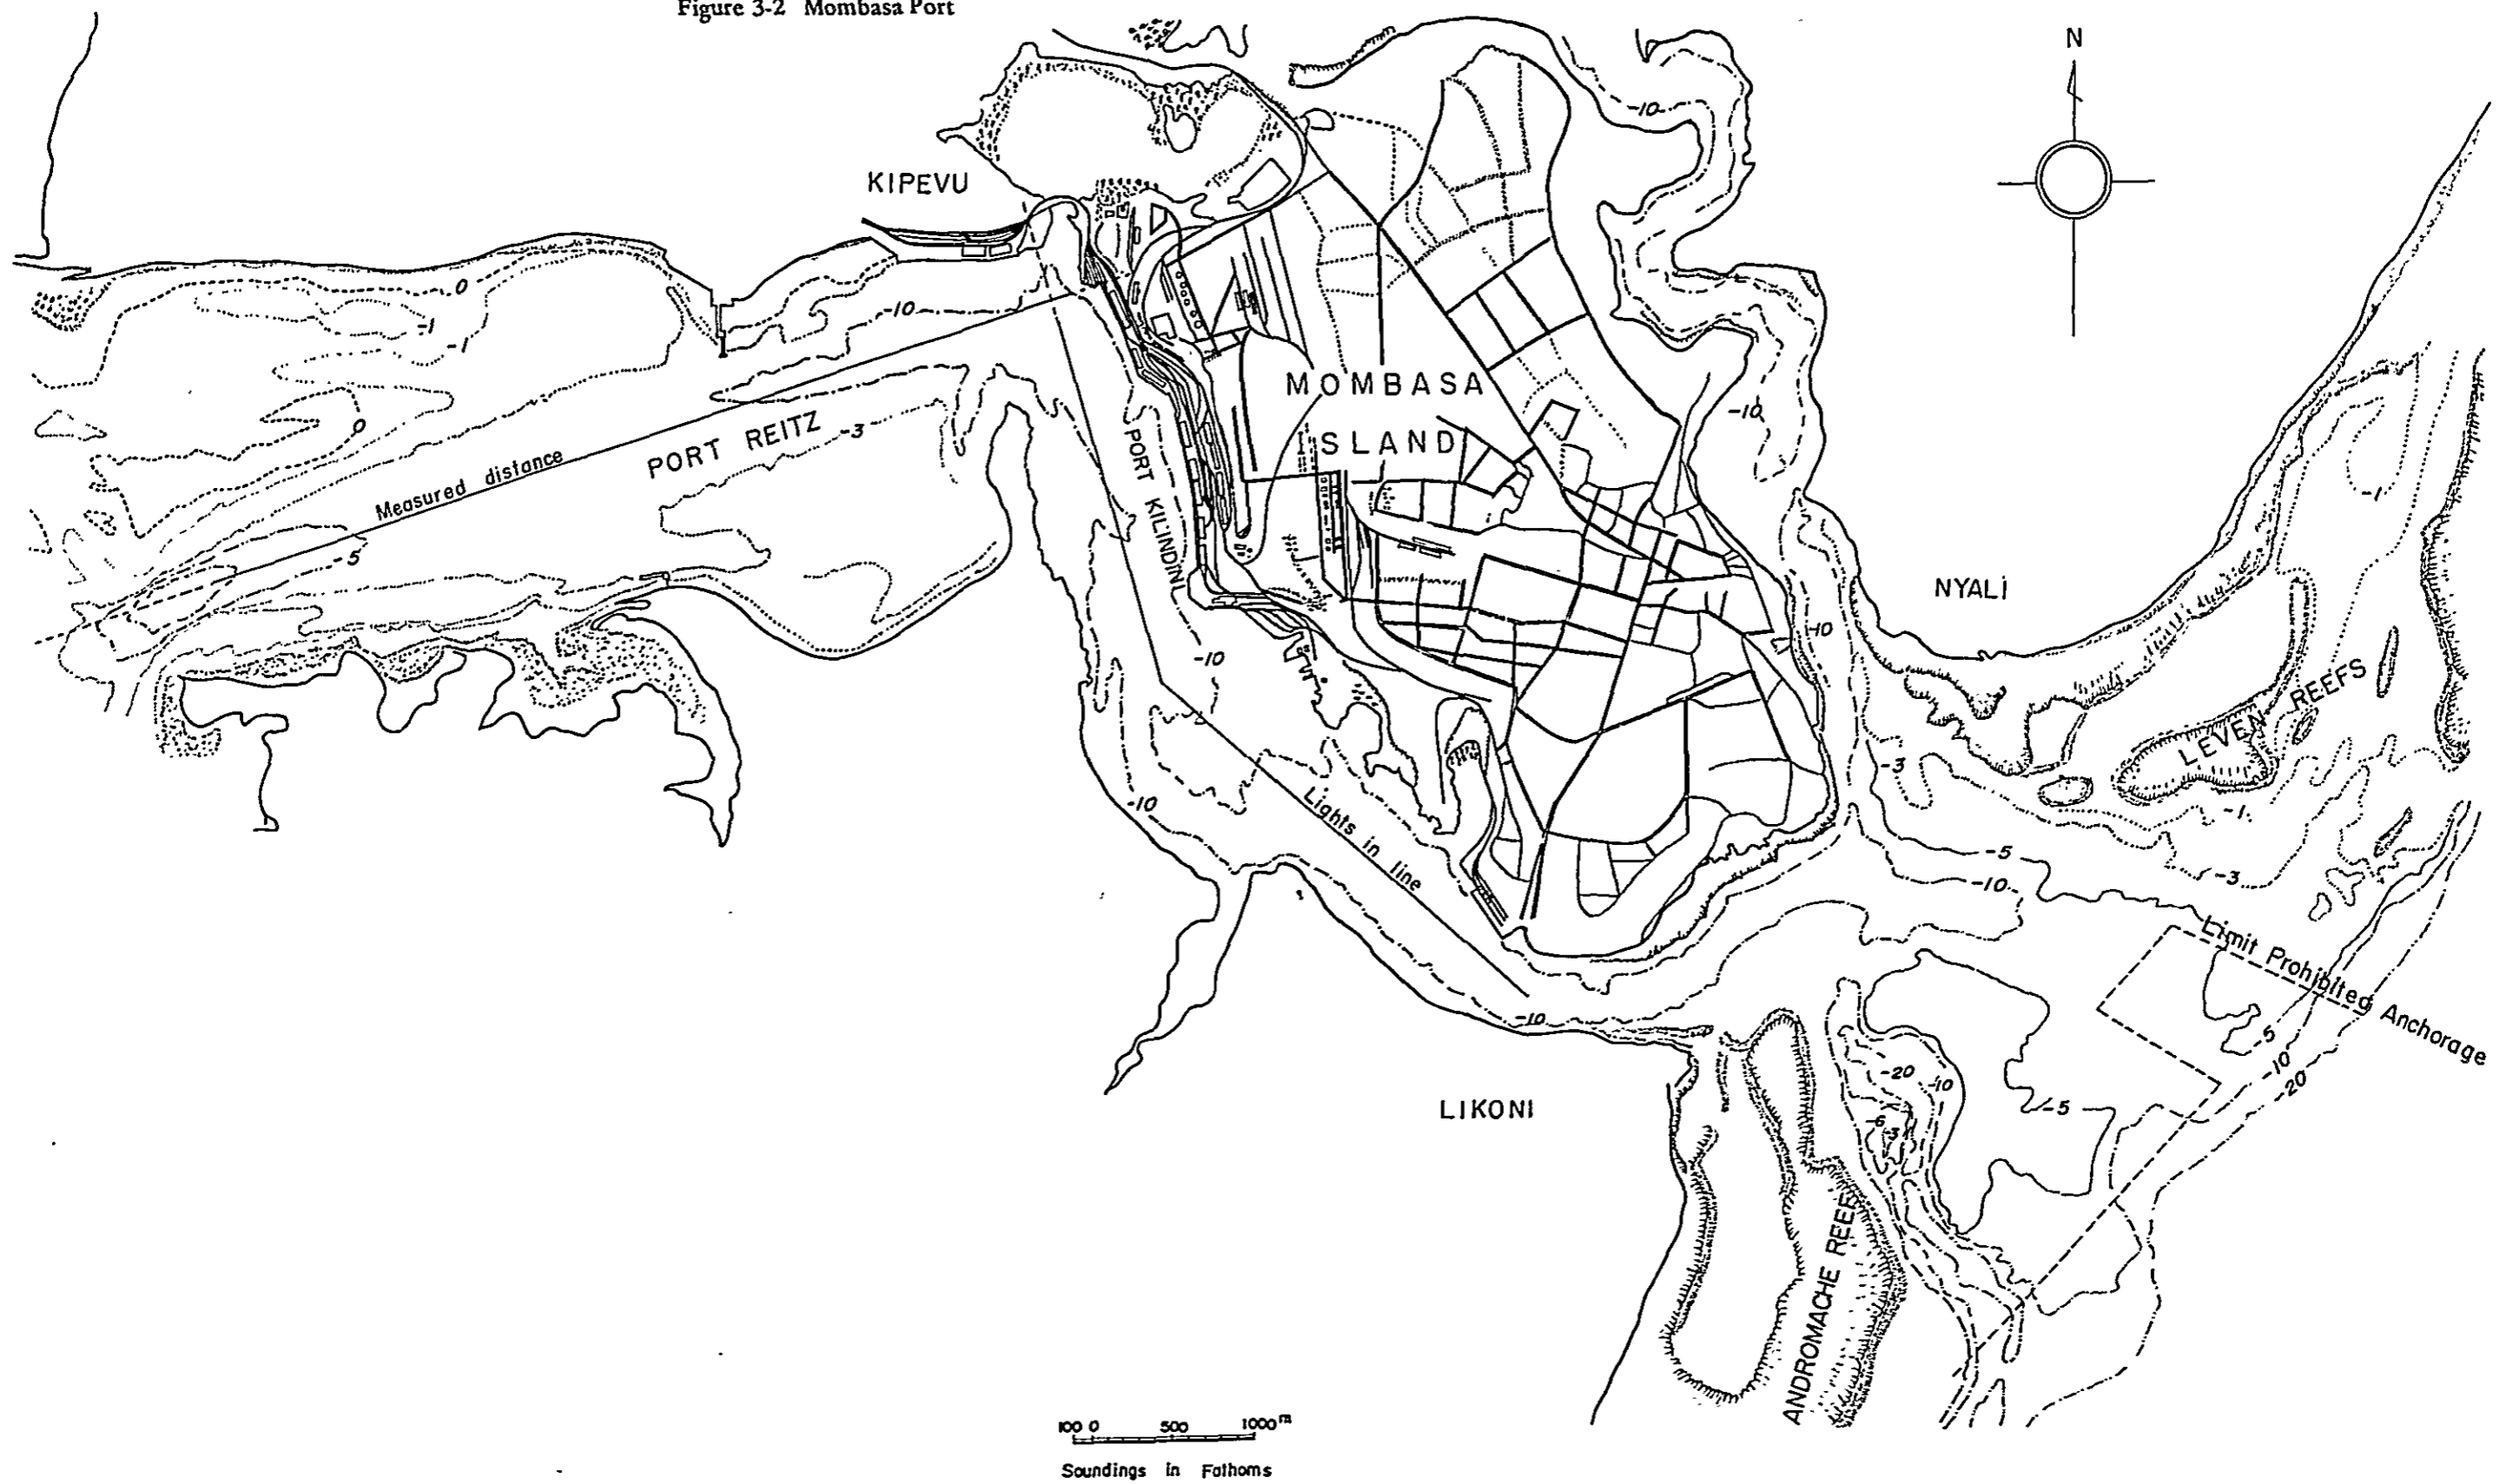 Figure 3-2 Mombasa Port
N
-10
KIPEVU
0
-1
-1
-10
MOMBASA
ISLAND
-10
0
PORT REITZ
-3
Measured distance
PORT KILINDINI
-1
-5
NYALI
-10
-10
LEVEN REEFS
-3
-10
-1
Lights in line
-5
-3
-10
Limit Prohibited Anchorage
-10
-5
-10
-20
-20
-10
-5
LIKONI
-6
-3
ANDROMACHE REEF
100 0 500 1000m
Soundings in Fathoms